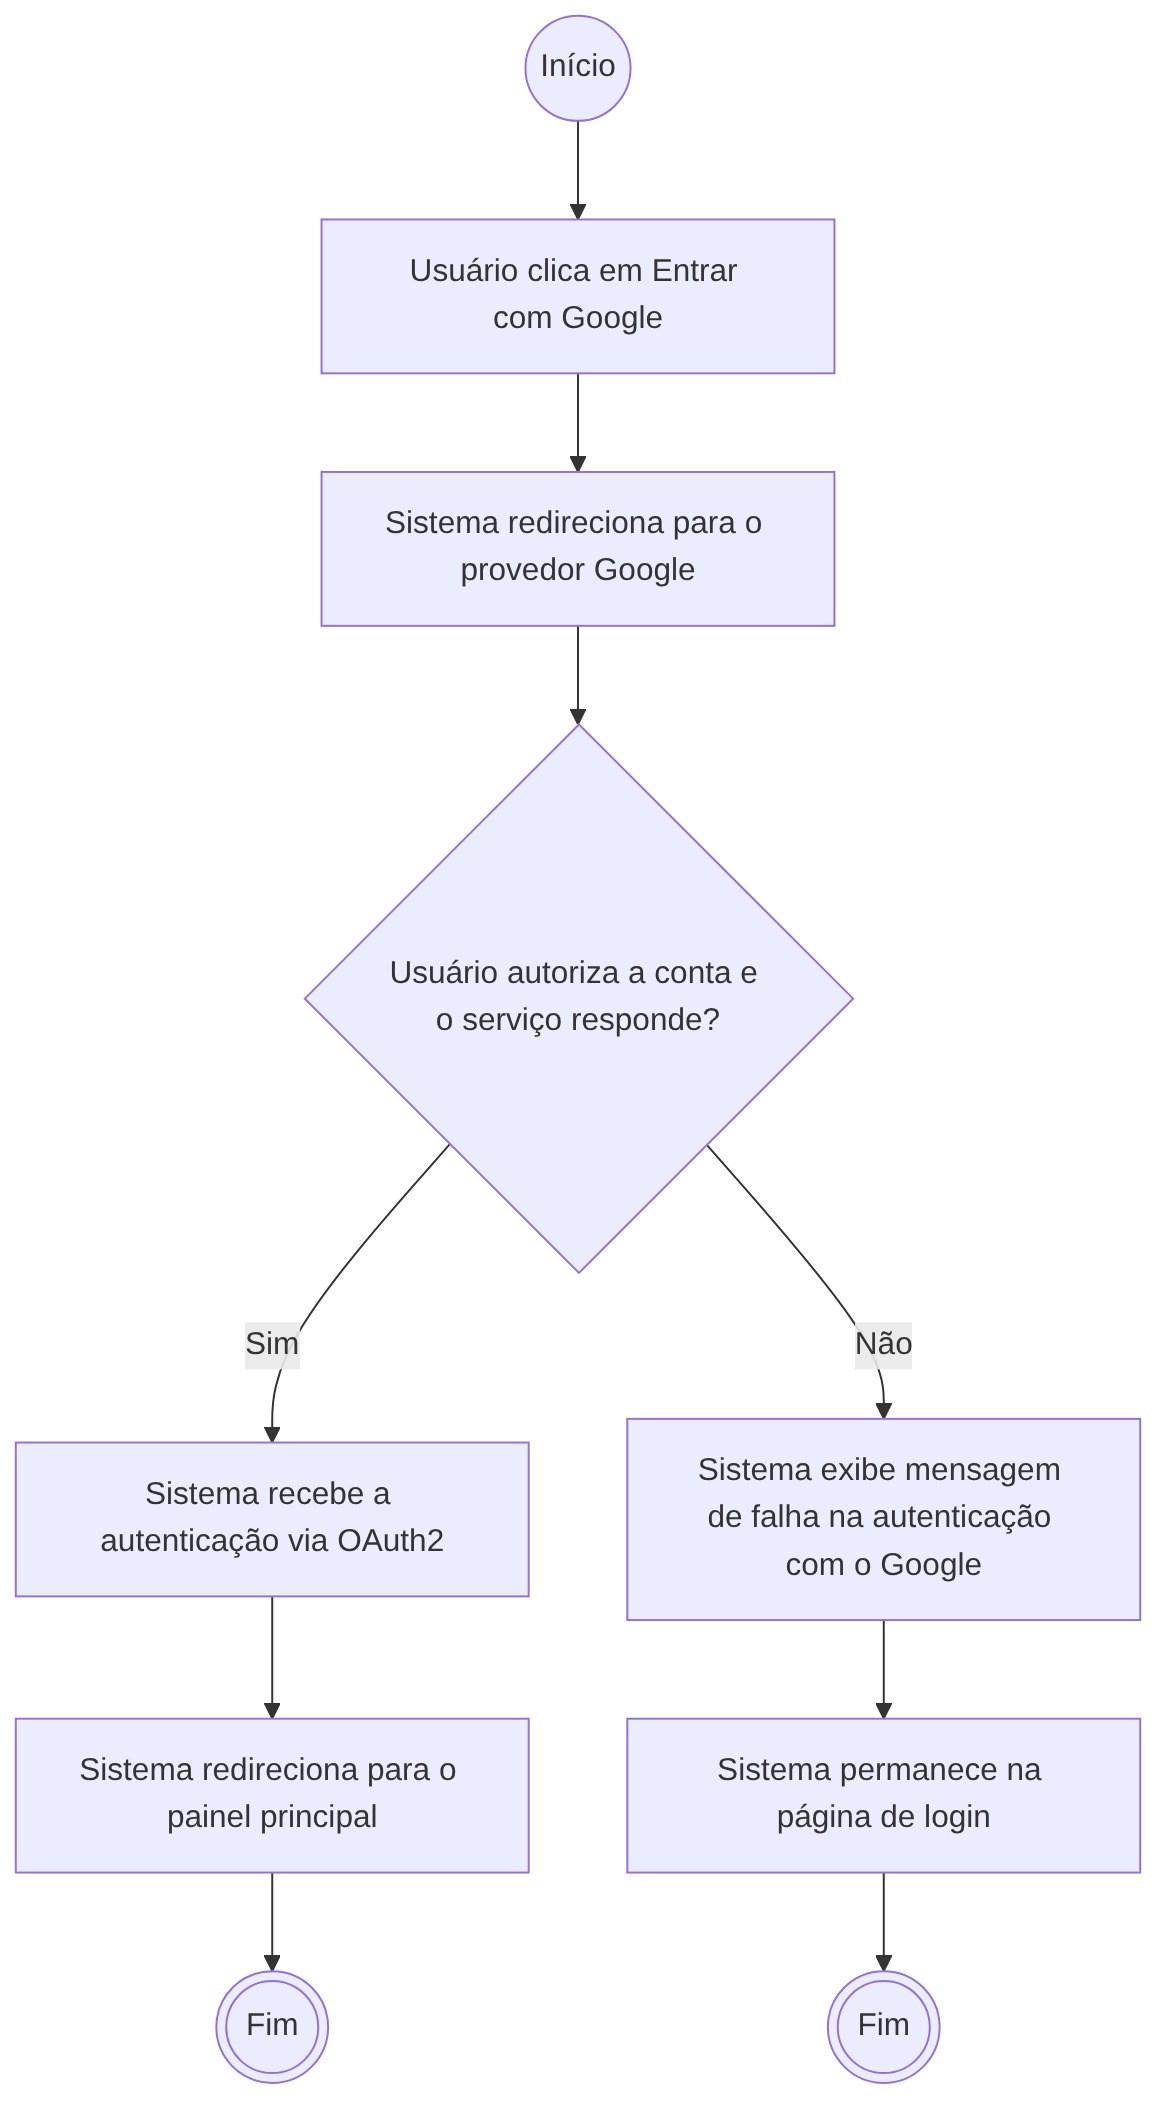 Início
Usuário clica em Entrar
com Google
Sistema redireciona para o
provedor Google
Usuário autoriza a conta e
o serviço responde?
Sim
Não
Sistema recebe a
autenticação via OAuth2
Sistema exibe mensagem
de falha na autenticação
com o Google
Sistema redireciona para o
painel principal
Sistema permanece na
página de login
Fim
Fim